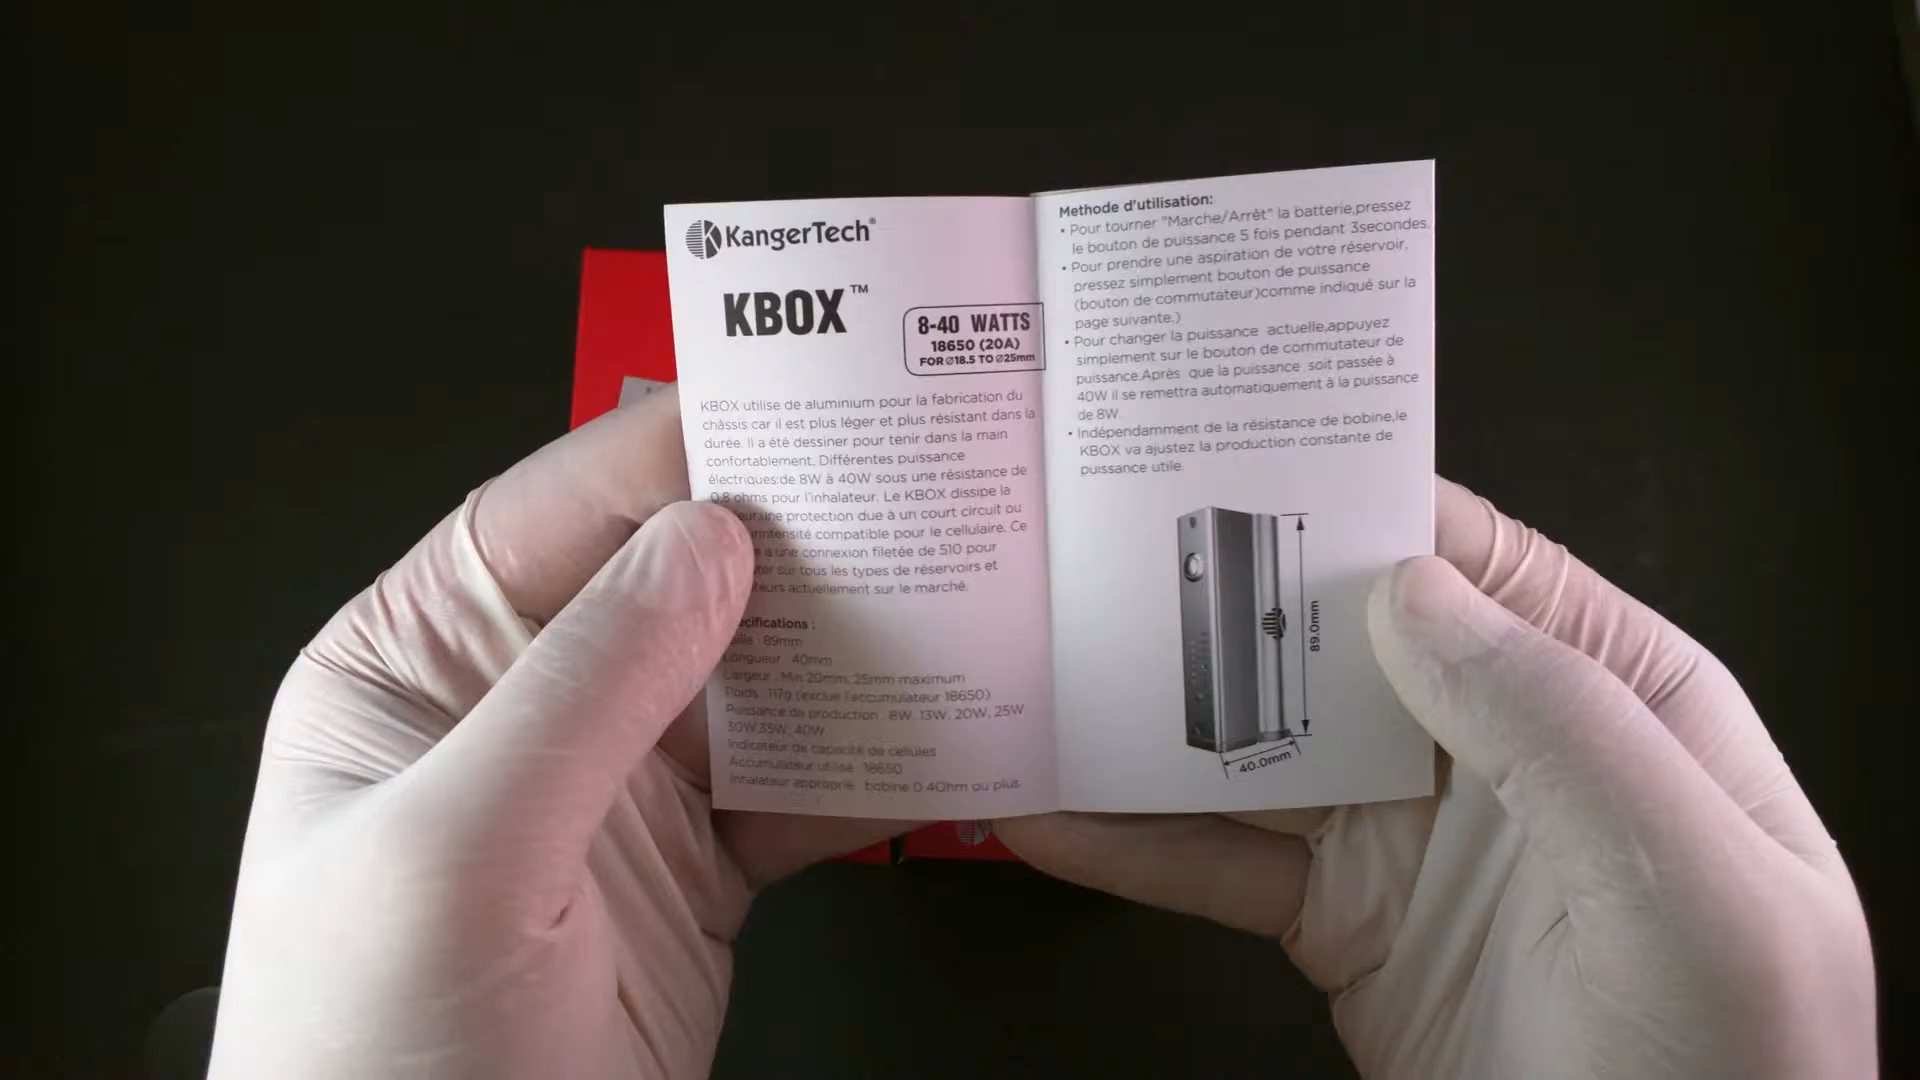 KangerTech®
KBOX™
8-40 WATTS
18650 (20A)
FOR Ø18.5 TO Ø25mm
KBOX utilise de aluminium pour la fabrication du
châssis car il est plus léger et plus résistant dans la
durée. Il a été dessiner pour tenir dans la main
confortablement. Différentes puissance
électriques:de 8W à 40W sous une résistance de
0.8 ohms pour l'inhalateur. Le KBOX dissipe la
une protection due à un court circuit ou
intensité compatible pour le cellulaire. Ce
a une connexion filetée de 510 pour
sur tous les types de réservoirs et
actuellement sur le marché.
cifications :
: 89mm
Longueur : 40mm
Largeur : Min 20mm, 25mm maximum
Poids : 117g (exclue l'accumulateur 18650)
Puissance de production : 8W, 13W, 20W, 25W
30W,35W, 40W
Indicateur de capacité de cellules
Accumulateur utilisé : 18650
Inhalateur approprié : bobine 0.4Ohm ou plus
Methode d'utilisation:
• Pour tourner "Marche/Arrêt" la batterie,pressez
le bouton de puissance 5 fois pendant 3secondes.
• Pour prendre une aspiration de votre réservoir,
pressez simplement bouton de puissance
(bouton de commutateur)comme indiqué sur la
page suivante.)
• Pour changer la puissance actuelle,appuyez
simplement sur le bouton de commutateur de
puissance.Après que la puissance soit passée à
40W il se remettra automatiquement à la puissance
de 8W.
• Indépendamment de la résistance de bobine,le
KBOX va ajustez la production constante de
puissance utile.
89.0mm
40.0mm